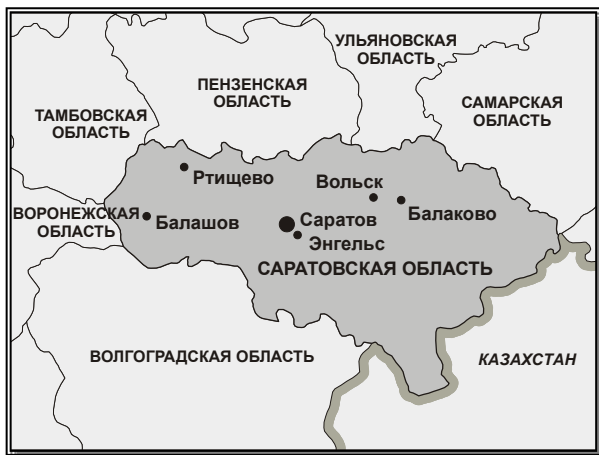 УЛЬЯНОВСКАЯ
ОБЛАСТЬ
ПЕНЗЕНСКАЯ
ОБЛАСТЬ
САМАРСКАЯ
ОБЛАСТЬ
ТАМБОВСКАЯ
ОБЛАСТЬ
Ртищево
Вольск
Балаково
ВОРОНЕЖСКАЯ
ОБЛАСТЬ
Балашов
Саратов
Энгельс
САРАТОВСКАЯ ОБЛАСТЬ
ВОЛГОГРАДСКАЯ ОБЛАСТЬ
КАЗАХСТАН